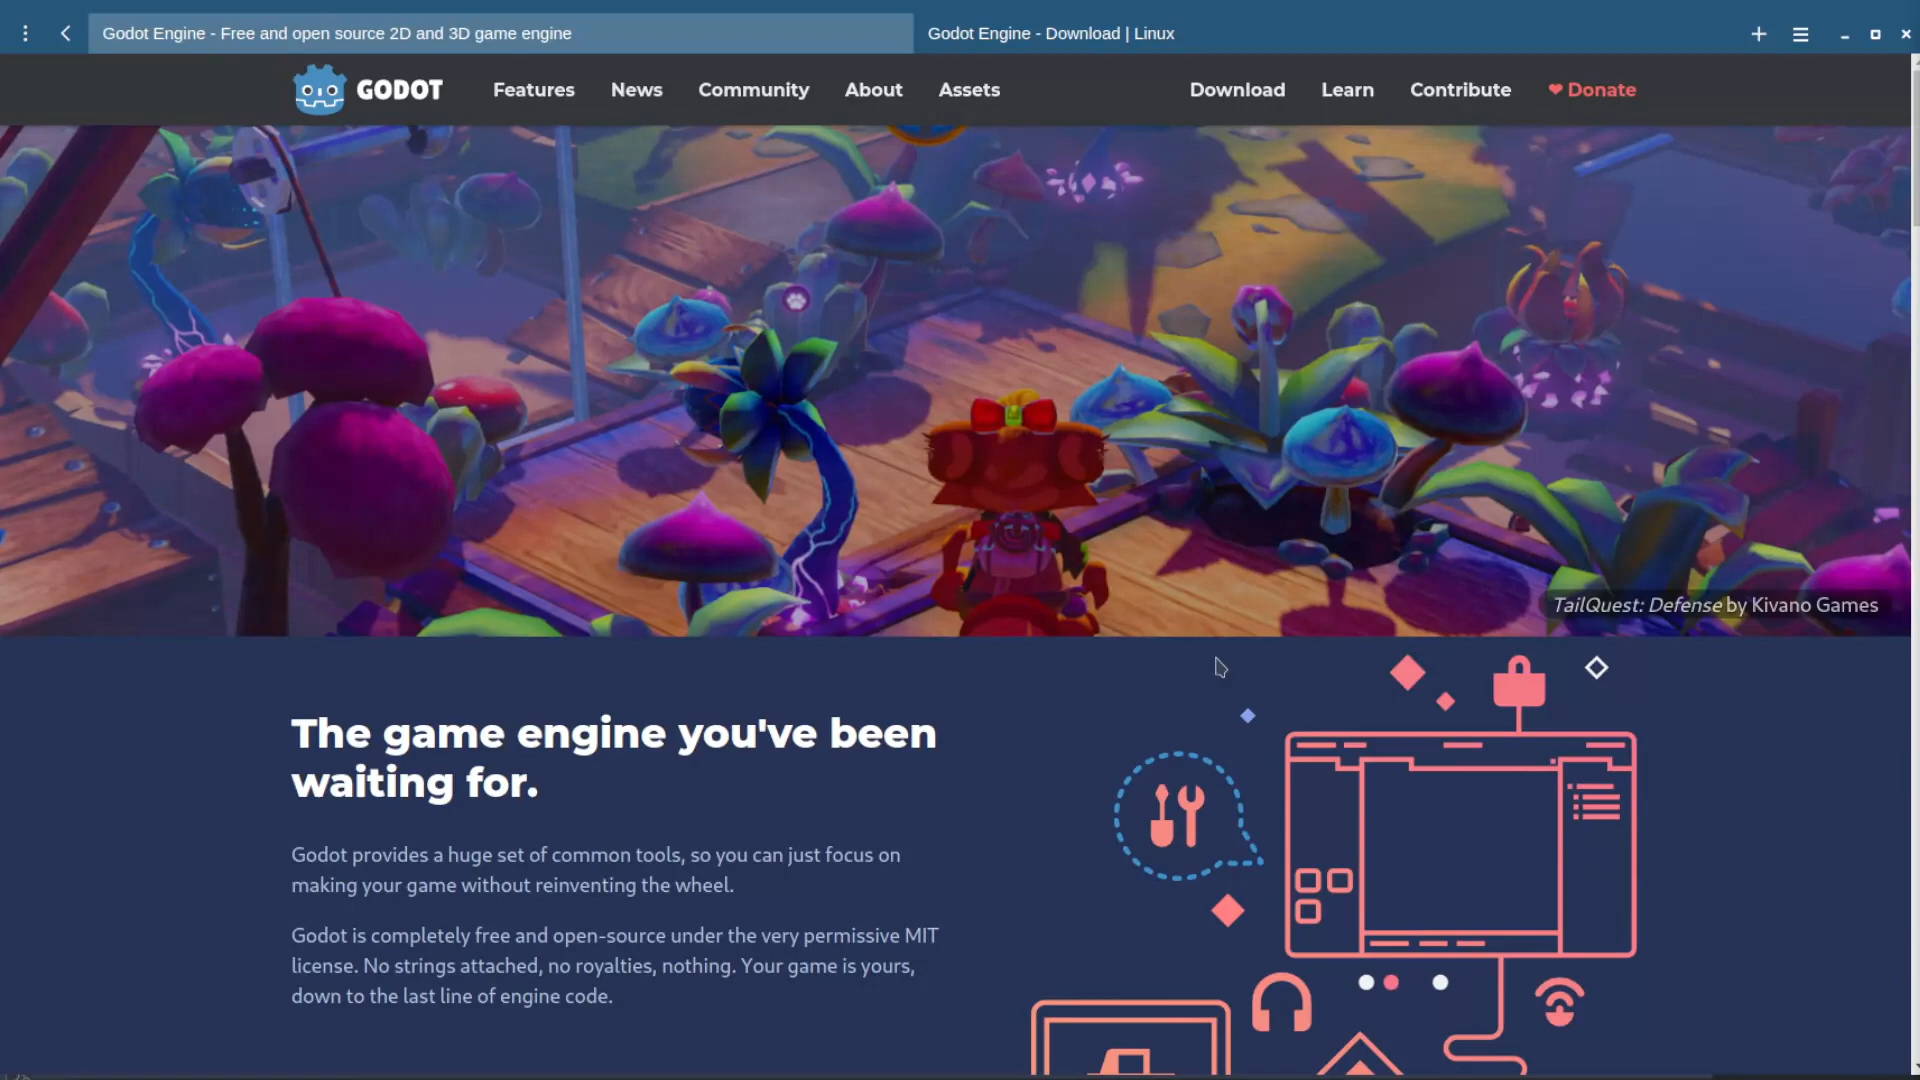 Godot Engine - Free and open source 2D and 3D game engine
Godot Engine - Download | Linux
GODOT
Features
News
Community
About
Assets
Download
Learn
Contribute
Donate
TailQuest: Defense by Kivano Games
The game engine you've been
waiting for.
Godot provides a huge set of common tools, so you can just focus on
making your game without reinventing the wheel.
Godot is completely free and open-source under the very permissive MIT
license. No strings attached, no royalties, nothing. Your game is yours,
down to the last line of engine code.